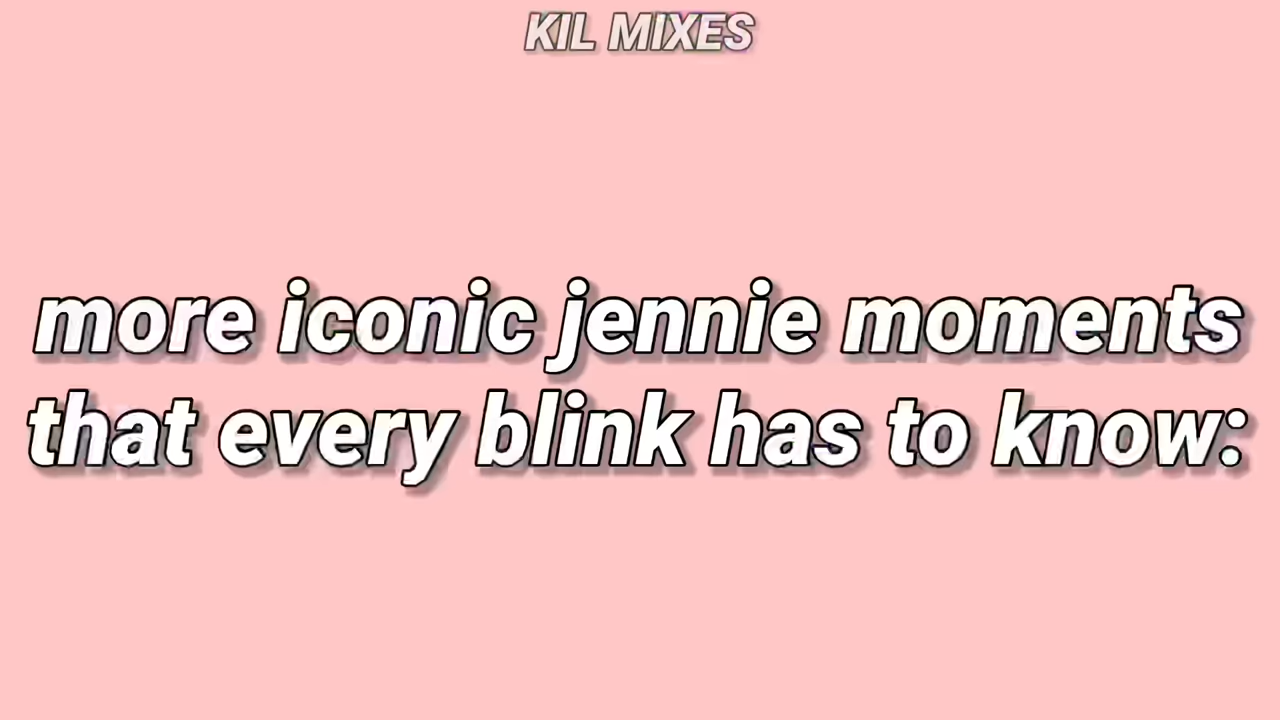 KIL MIXES
more iconic jennie moments
that every blink has to know: